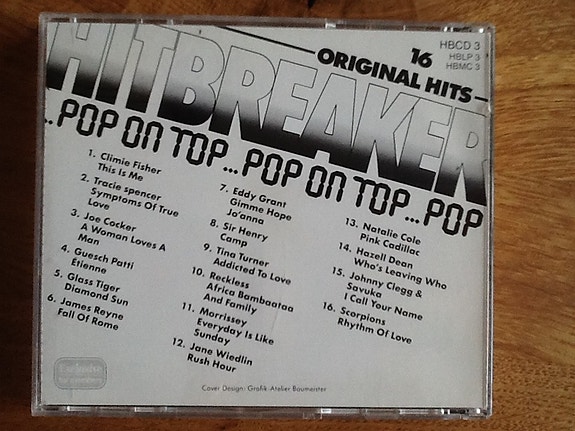 HITBREAKER
16
ORIGINAL HITS
HBCD 3
HBLP 3
HBMC 3
...POP ON TOP...POP ON TOP...POP
1. Climie Fisher
This Is Me
2. Tracie spencer
Symptoms Of True
Love
3. Joe Cocker
A Woman Loves A
Man
4. Guesch Patti
Étienne
5. Glass Tiger
Diamond Sun
6. James Reyne
Fall Of Rome
7. Eddy Grant
Gimme Hope
Jo'anna
8. Sir Henry
Camp
9. Tina Turner
Addicted To Love
10. Reckless
Africa Bambaataa
And Family
11. Morrissey
Everyday Is Like
Sunday
12. Jane Wiedlin
Rush Hour
13. Natalie Cole
Pink Cadillac
14. Hazell Dean
Who's Leaving Who
15. Johnny Clegg &
Savuka
I Call Your Name
16. Scorpions
Rhythm Of Love
Cover Design: Grafik-Atelier Baumeister